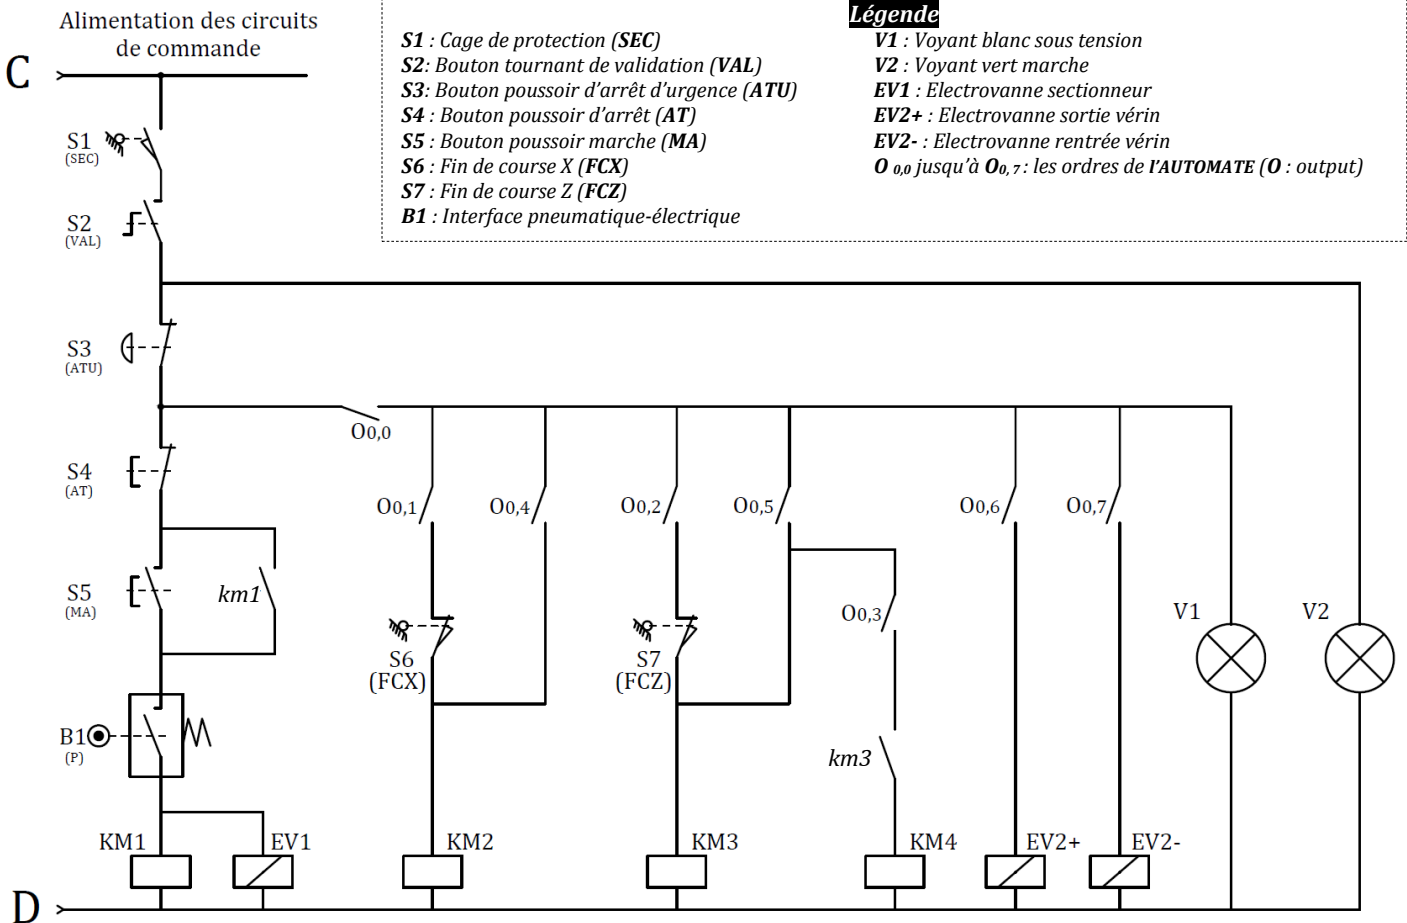 Alimentation des circuits
de commande
C
Légende
S1 : Cage de protection (SEC)
S2: Bouton tournant de validation (VAL)
S3: Bouton poussoir d'arrêt d'urgence (ATU)
S4 : Bouton poussoir d'arrêt (AT)
S5 : Bouton poussoir marche (MA)
S6 : Fin de course X (FCX)
S7 : Fin de course Z (FCZ)
B1 : Interface pneumatique-électrique
V1 : Voyant blanc sous tension
V2 : Voyant vert marche
EV1 : Electrovanne sectionneur
EV2+ : Electrovanne sortie vérin
EV2- : Electrovanne rentrée vérin
O 0,0 jusqu'à O0, 7 : les ordres de l'AUTOMATE (O : output)
S1
(SEC)
S2
(VAL)
S3
(ATU)
O0,0
S4
(AT)
O0,1
O0,4
O0,2
O0,5
O0,6
O0,7
S5
(MA)
km1
O0,3
V1
V2
S6
(FCX)
S7
(FCZ)
B1
(P)
km3
KM1
EV1
KM2
KM3
KM4
EV2+
EV2-
D